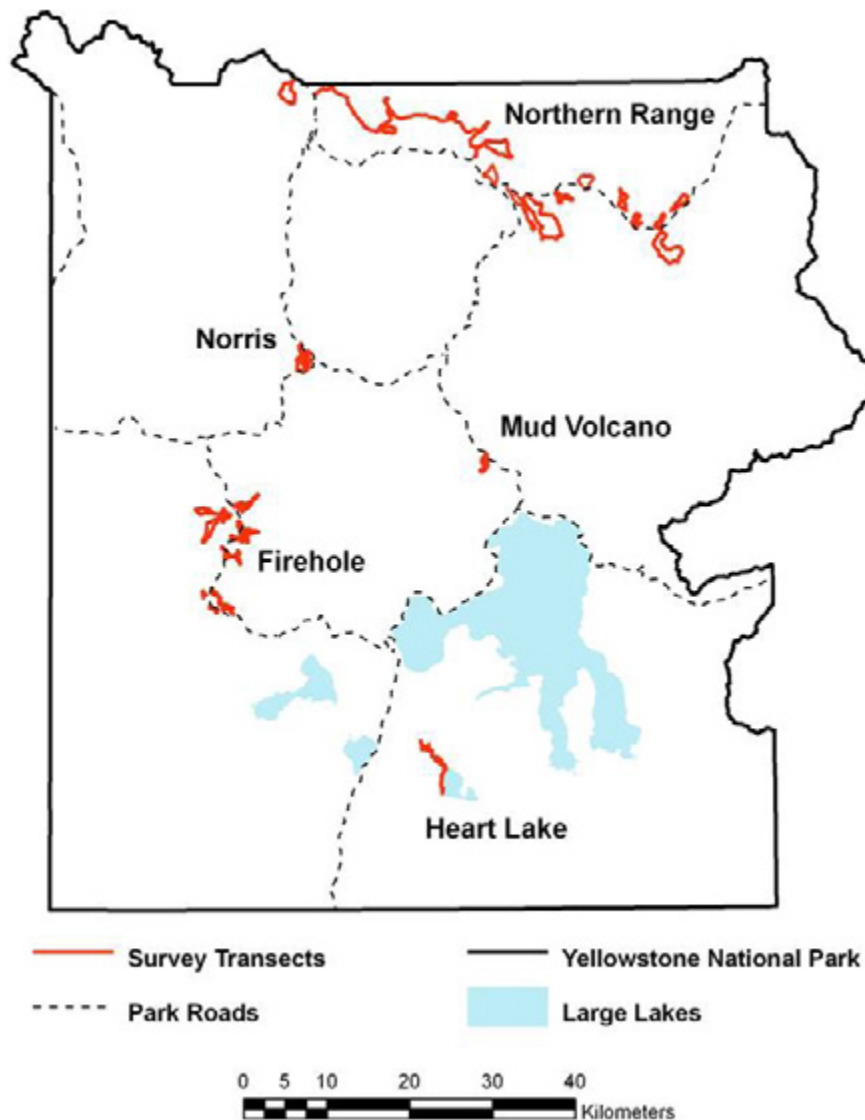 Northern Range
Norris
Mud Volcano
Firehole
Heart Lake
Survey Transects
Yellowstone National Park
Park Roads
Large Lakes
0 5 10 20 30 40
Kilometers